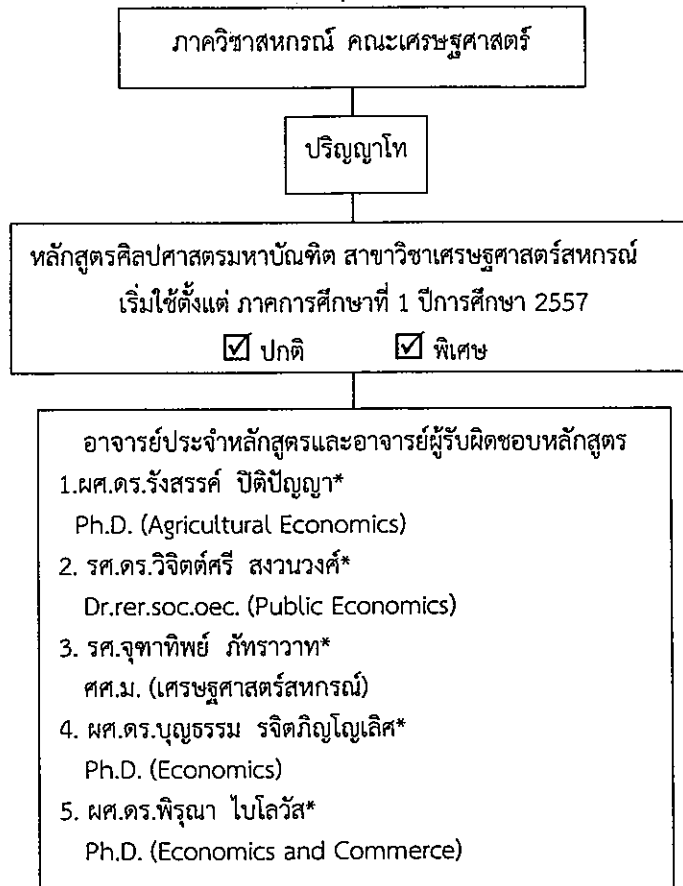 ภาควิชาสหกรณ์ คณะเศรษฐศาสตร์
ปริญญาโท
หลักสูตรศิลปศาสตรมหาบัณฑิต สาขาวิชาเศรษฐศาสตร์สหกรณ์
เริ่มใช้ตั้งแต่ ภาคการศึกษาที่ 1 ปีการศึกษา 2557
☑ ปกติ ☑ พิเศษ
อาจารย์ประจำหลักสูตรและอาจารย์ผู้รับผิดชอบหลักสูตร
1.ผศ.ดร.รังสรรค์ ปิติปัญญา*
Ph.D. (Agricultural Economics)
2. รศ.ดร.วิจิตต์ศรี สงวนวงศ์*
Dr.rer.soc.oec. (Public Economics)
3. รศ.จุฑาทิพย์ ภัทราวาท*
ศศ.ม. (เศรษฐศาสตร์สหกรณ์)
4. ผศ.ดร.บุญธรรม รจิตภิญโญเลิศ*
Ph.D. (Economics)
5. ผศ.ดร.พิรุณา ไบโลวัส*
Ph.D. (Economics and Commerce)